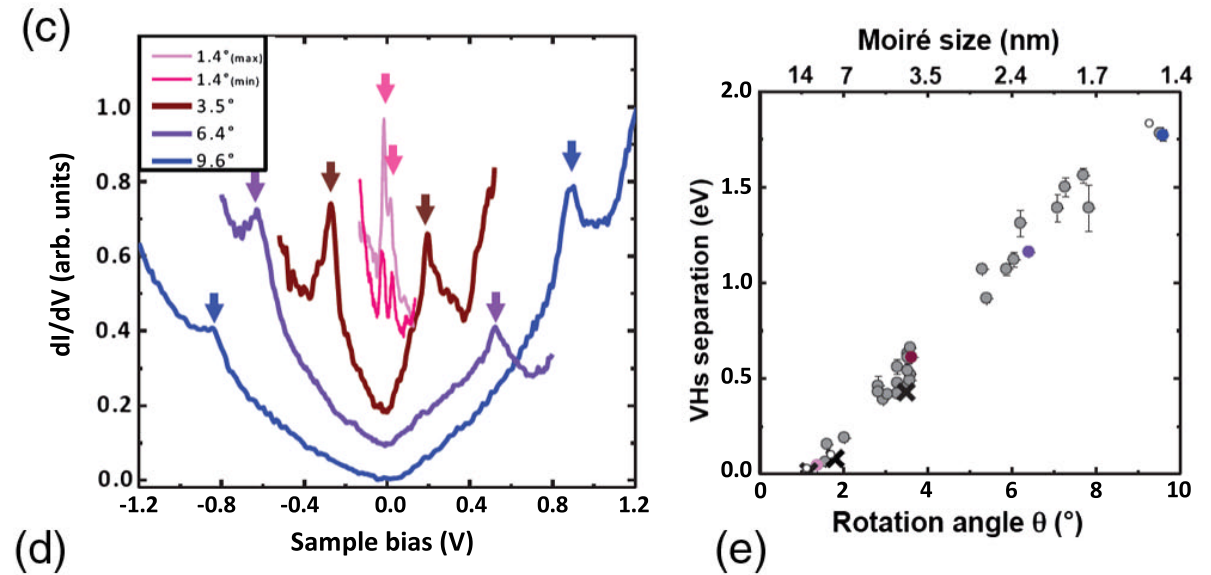 (c)
1.4°(max)
1.4°(min)
3.5°
6.4°
9.6°
1.0
0.8
0.6
0.4
0.2
0.0
dI/dV (arb. units)
-1.2 -0.8 -0.4 0.0 0.4 0.8 1.2
Sample bias (V)
(d)
Moiré size (nm)
14 7 3.5 2.4 1.7 1.4
2.0
1.5
1.0
0.5
0.0
VHs separation (eV)
0 2 4 6 8 10
Rotation angle θ (°)
(e)